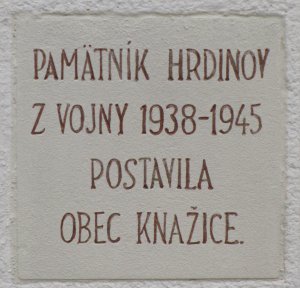 PAMÄTNÍK HRDINOV
Z VOJNY 1938-1945
POSTAVILA
OBEC KNAŽICE.